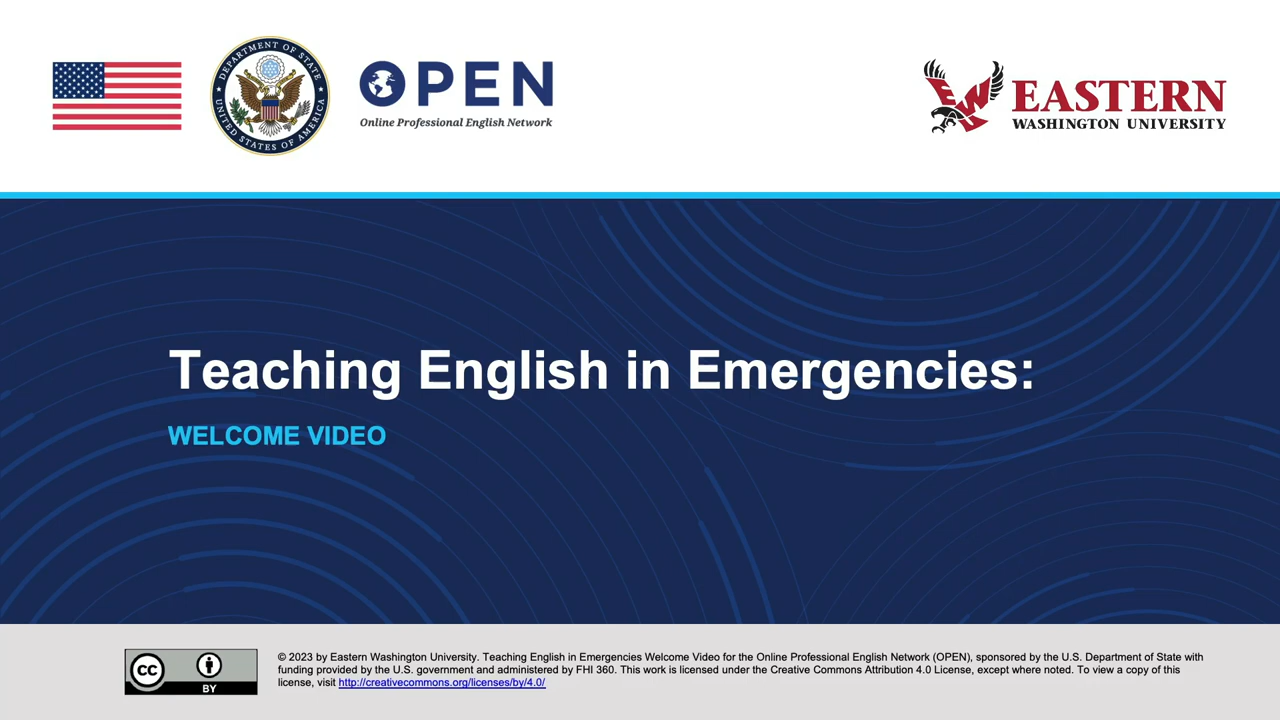 DEPARTMENT OF STATE
UNITED STATES OF AMERICA
OPEN
Online Professional English Network
EW
EASTERN
WASHINGTON UNIVERSITY
Teaching English in Emergencies:
WELCOME VIDEO
cc
BY
© 2023 by Eastern Washington University. Teaching English in Emergencies Welcome Video for the Online Professional English Network (OPEN), sponsored by the U.S. Department of State with
funding provided by the U.S. government and administered by FHI 360. This work is licensed under the Creative Commons Attribution 4.0 License, except where noted. To view a copy of this
license, visit http://creativecommons.org/licenses/by/4.0/